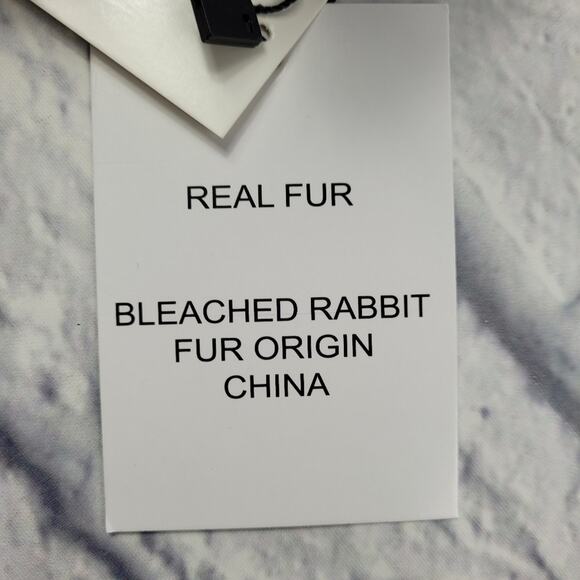 REAL FUR
BLEACHED RABBIT
FUR ORIGIN
CHINA